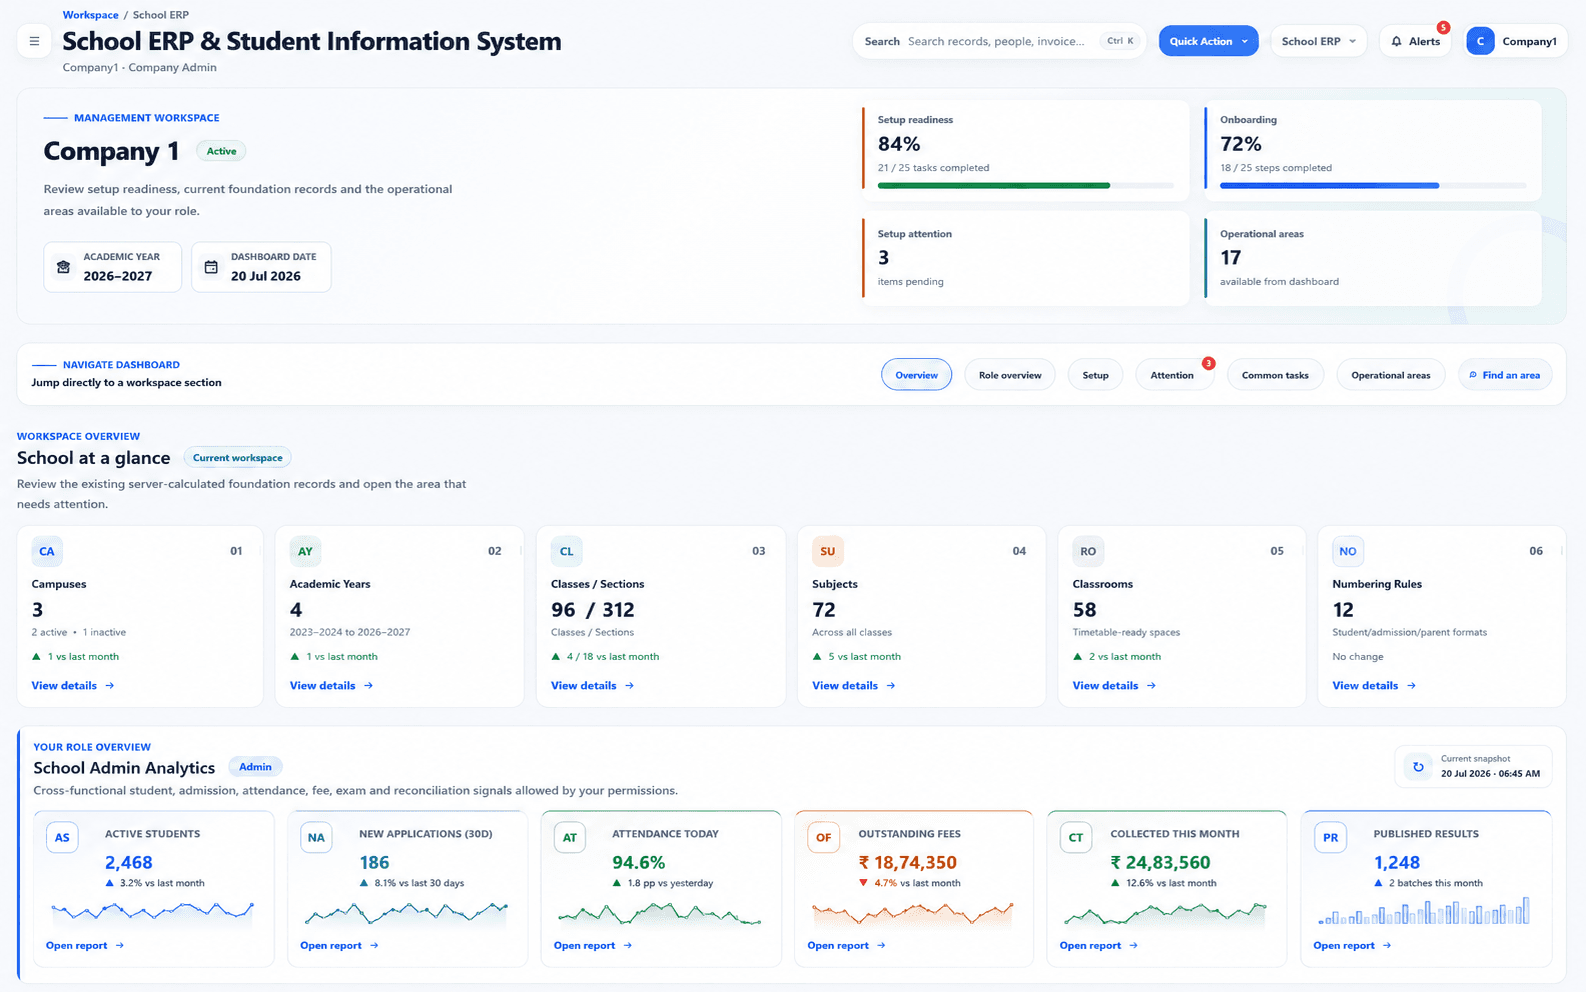 Workspace / School ERP
School ERP & Student Information System
Company1 · Company Admin
Search Search records, people, invoice... Ctrl K
Quick Action
School ERP
Alerts
5
C Company1
MANAGEMENT WORKSPACE
Company 1 Active
Review setup readiness, current foundation records and the operational
areas available to your role.
ACADEMIC YEAR
2026–2027
DASHBOARD DATE
20 Jul 2026
Setup readiness
84%
21 / 25 tasks completed
Onboarding
72%
18 / 25 steps completed
Setup attention
3
items pending
Operational areas
17
available from dashboard
NAVIGATE DASHBOARD
Jump directly to a workspace section
Overview
Role overview
Setup
Attention
3
Common tasks
Operational areas
Find an area
WORKSPACE OVERVIEW
School at a glance Current workspace
Review the existing server-calculated foundation records and open the area that
needs attention.
CA 01
Campuses
3
2 active • 1 inactive
▲ 1 vs last month
View details →
AY 02
Academic Years
4
2023–2024 to 2026–2027
▲ 1 vs last month
View details →
CL 03
Classes / Sections
96 / 312
Classes / Sections
▲ 4 / 18 vs last month
View details →
SU 04
Subjects
72
Across all classes
▲ 5 vs last month
View details →
RO 05
Classrooms
58
Timetable-ready spaces
▲ 2 vs last month
View details →
NO 06
Numbering Rules
12
Student/admission/parent formats
No change
View details →
YOUR ROLE OVERVIEW
School Admin Analytics Admin
Cross-functional student, admission, attendance, fee, exam and reconciliation signals allowed by your permissions.
Current snapshot
20 Jul 2026 · 06:45 AM
AS ACTIVE STUDENTS
2,468
▲ 3.2% vs last month
Open report →
NA NEW APPLICATIONS (30D)
186
▲ 8.1% vs last 30 days
Open report →
AT ATTENDANCE TODAY
94.6%
▲ 1.8 pp vs yesterday
Open report →
OF OUTSTANDING FEES
₹ 18,74,350
▼ 4.7% vs last month
Open report →
CT COLLECTED THIS MONTH
₹ 24,83,560
▲ 12.6% vs last month
Open report →
PR PUBLISHED RESULTS
1,248
▲ 2 batches this month
Open report →